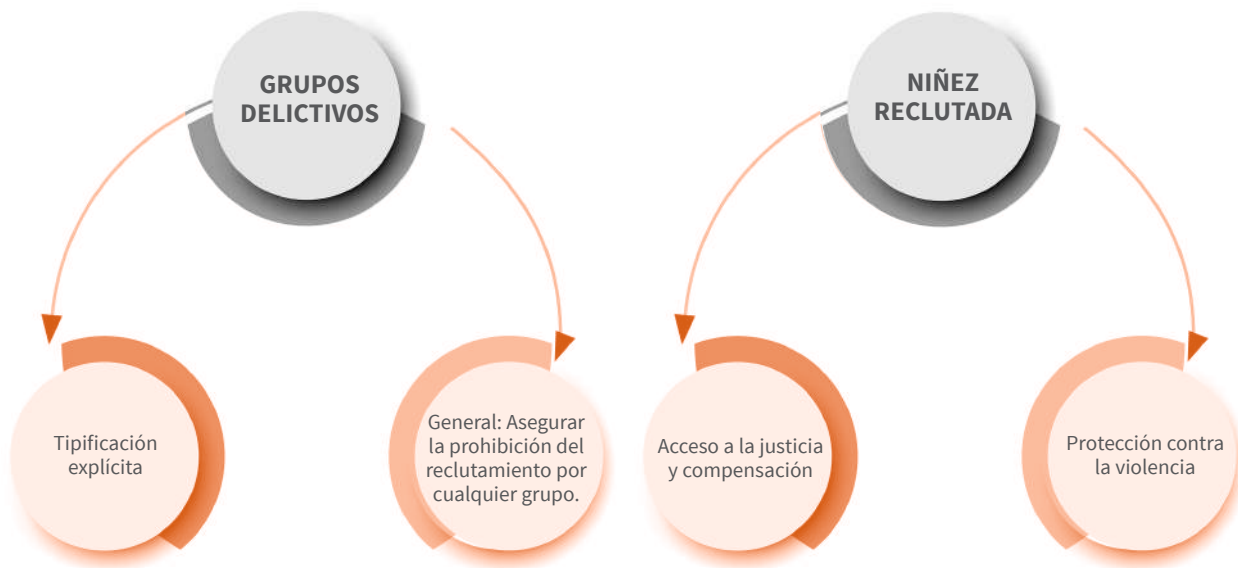 GRUPOS
DELICTIVOS
NIÑEZ
RECLUTADA
Tipificación
explícita
General: Asegurar
la prohibición del
reclutamiento por
cualquier grupo.
Acceso a la justicia
y compensación
Protección contra
la violencia